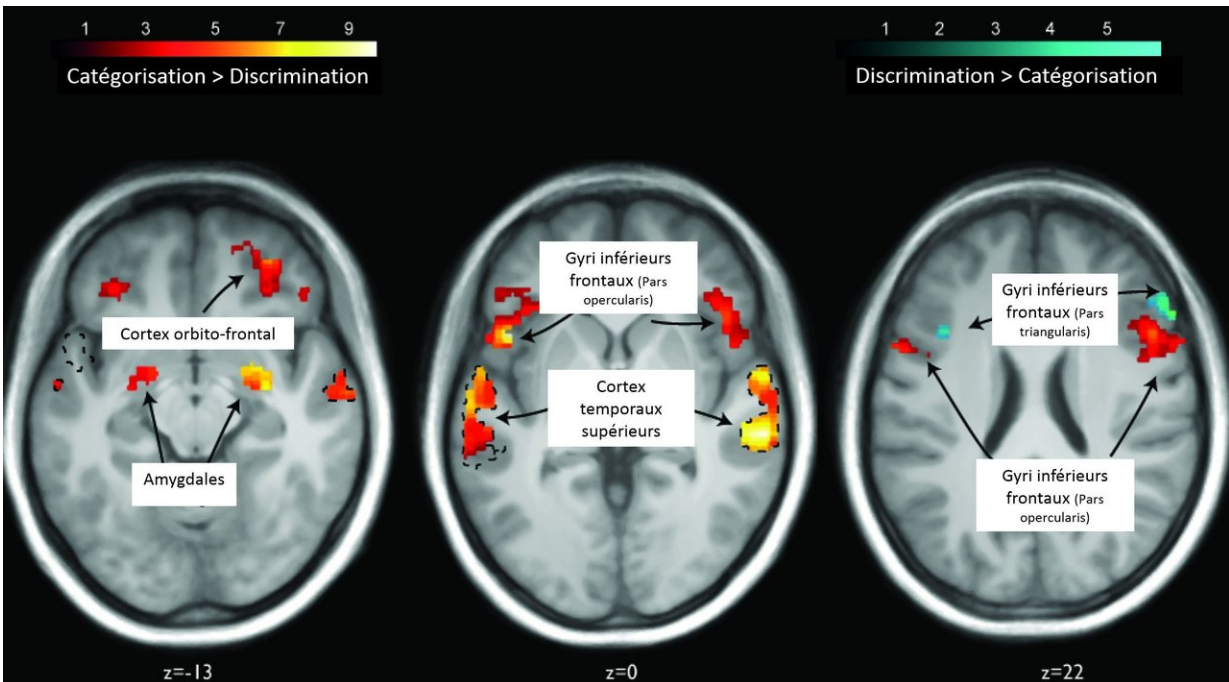 1 3 5 7 9
Catégorisation > Discrimination
1 2 3 4 5
Discrimination > Catégorisation
Cortex orbito-frontal
Amygdales
z=-13
Gyri inférieurs
frontaux (Pars
opercularis)
Cortex
temporaux
supérieurs
z=0
Gyri inférieurs
frontaux (Pars
triangularis)
Gyri inférieurs
frontaux (Pars
opercularis)
z=22